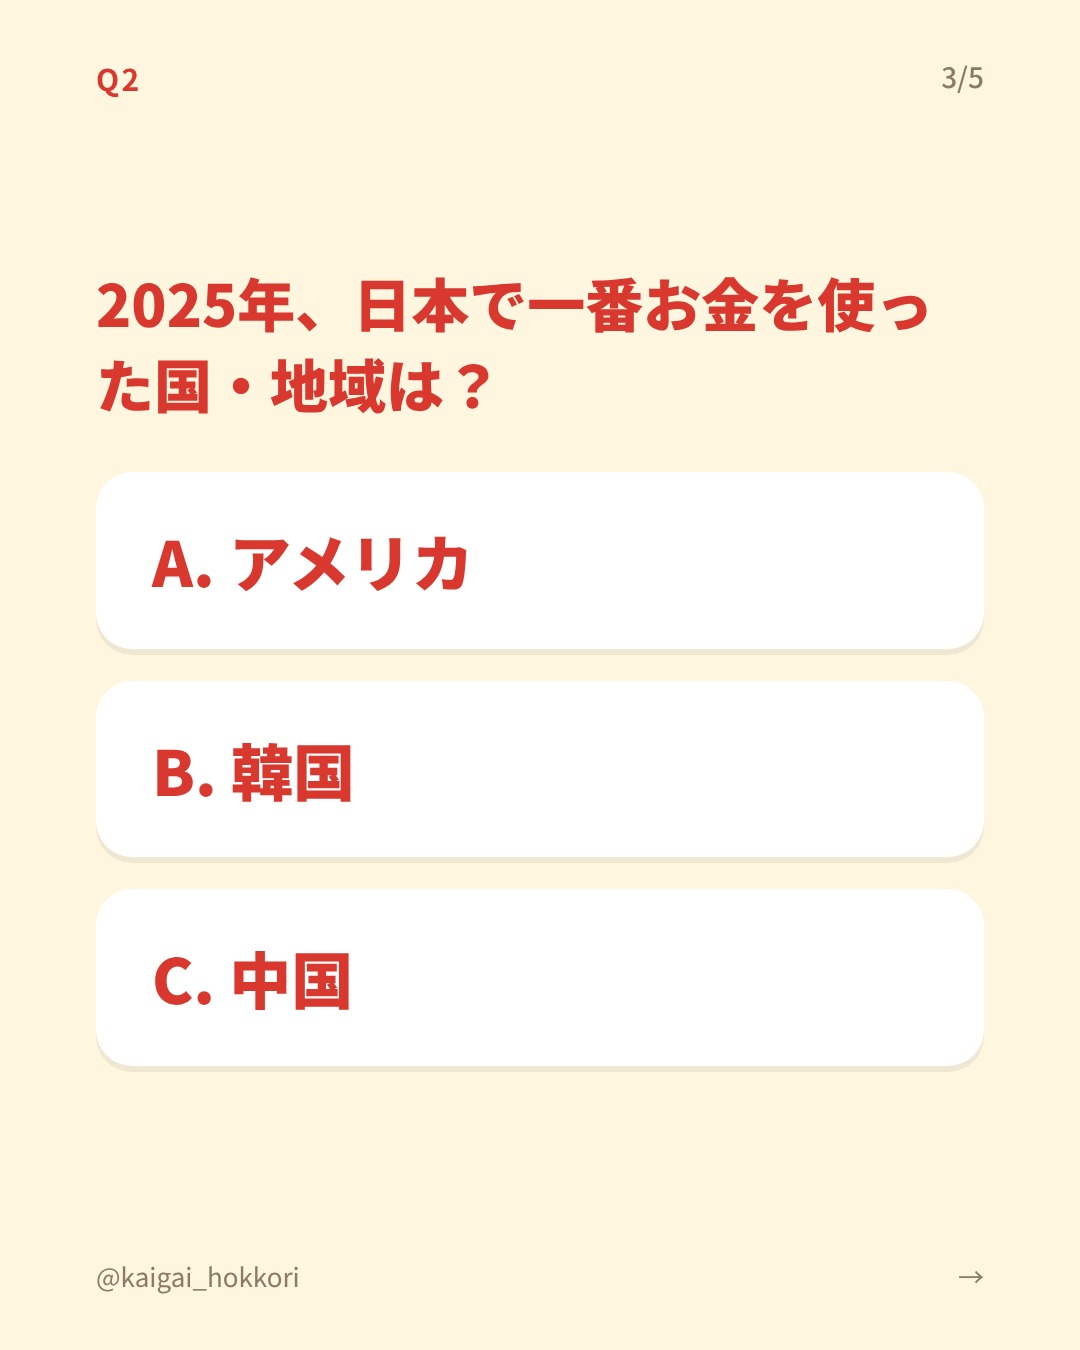 Q2
3/5
2025年、日本で一番お金を使っ
た国・地域は？
A. アメリカ
B. 韓国
C. 中国
@kaigai_hokkori
→